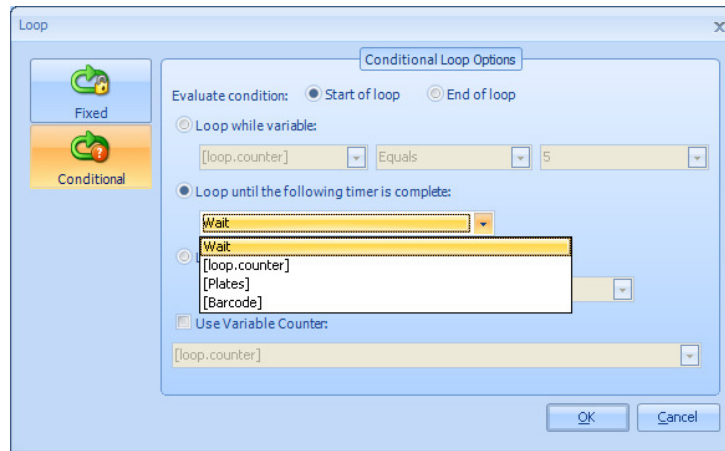 Loop
x
Conditional Loop Options
Fixed
Conditional
Evaluate condition: Start of loop End of loop
Loop while variable:
[loop.counter] Equals 5
Loop until the following timer is complete:
Wait
Wait
[loop.counter]
[Plates]
[Barcode]
Use Variable Counter:
[loop.counter]
OK Cancel